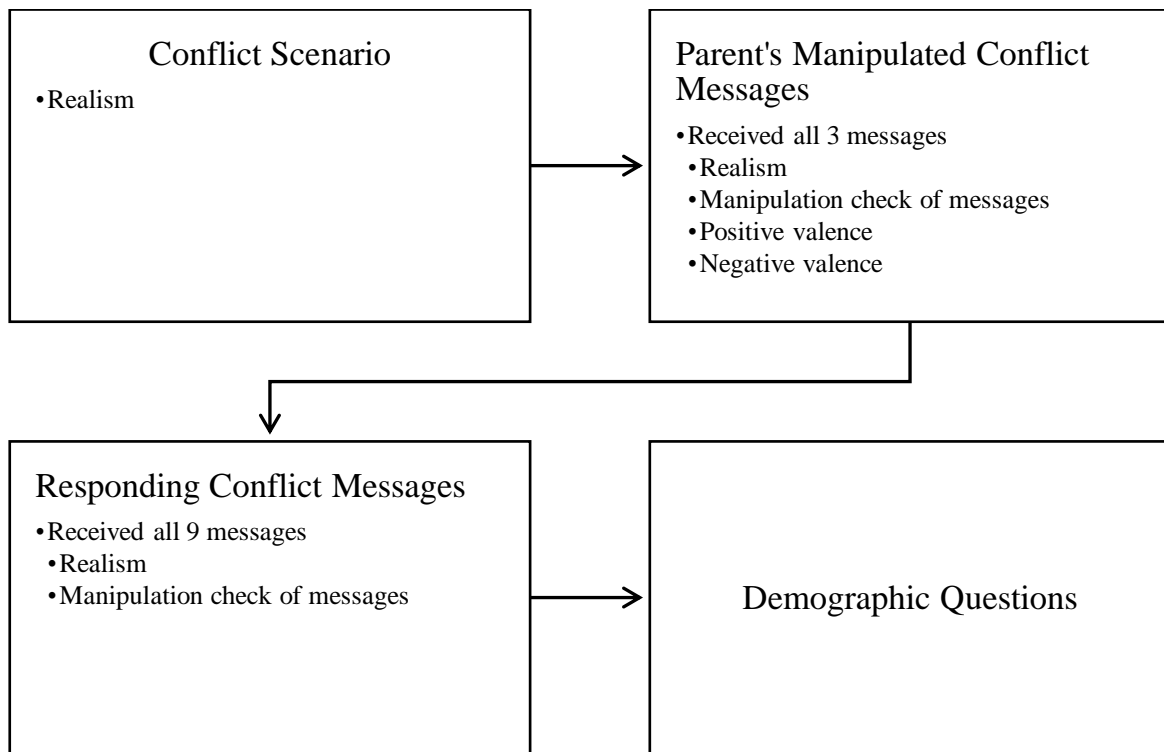 Conflict Scenario
•Realism
Parent's Manipulated Conflict
Messages
•Received all 3 messages
•Realism
•Manipulation check of messages
•Positive valence
•Negative valence
Responding Conflict Messages
•Received all 9 messages
•Realism
•Manipulation check of messages
Demographic Questions